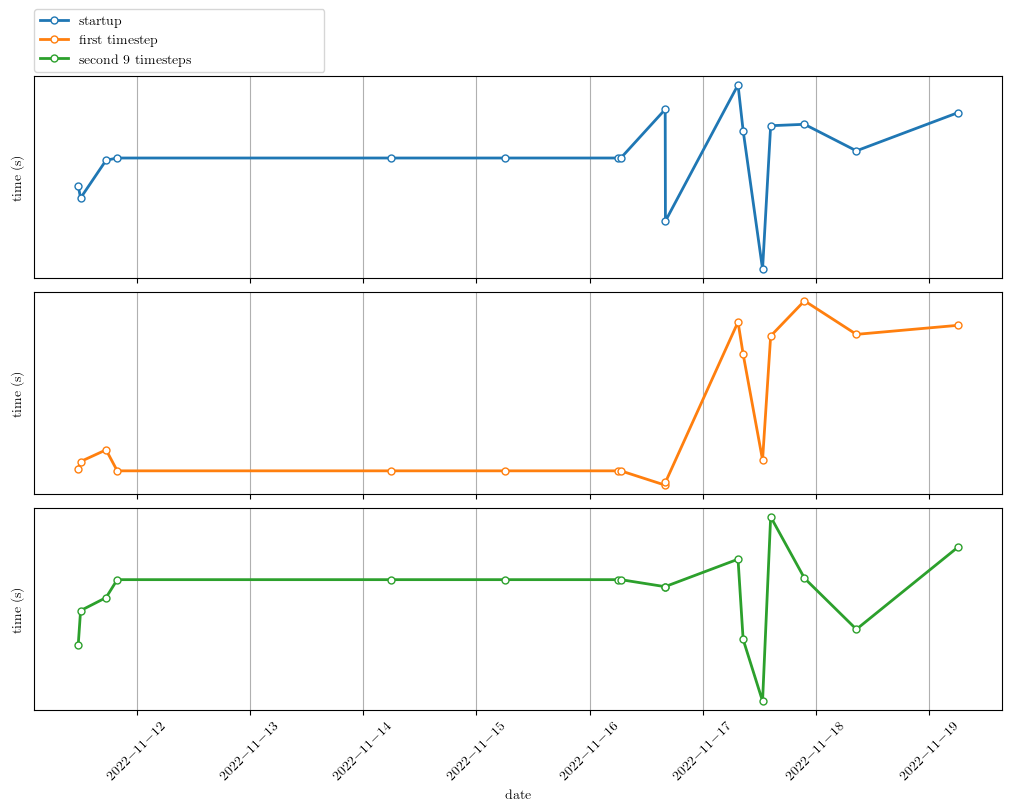 startup
first timestep
second 9 timesteps
time (s)
time (s)
time (s)
2022−11−12
2022−11−13
2022−11−14
2022−11−15
2022−11−16
2022−11−17
2022−11−18
2022−11−19
date